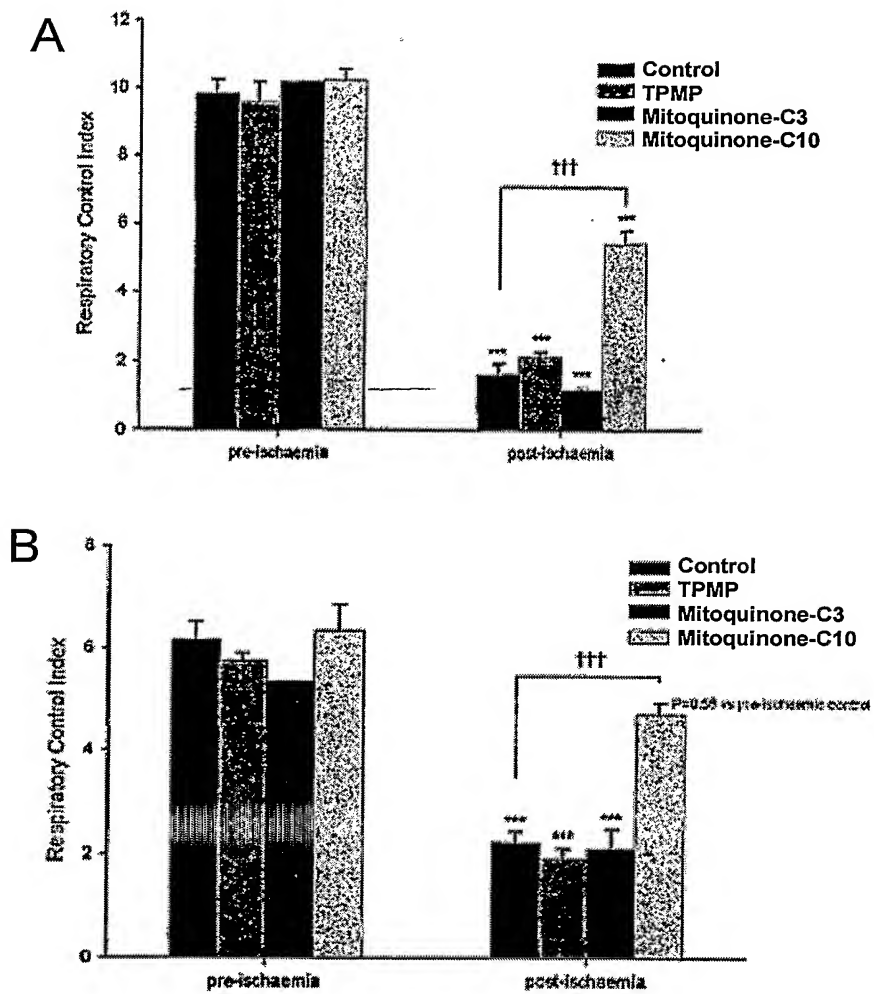 A
12
10
8
6
4
2
0
Respiratory Control Index
Control
TPMP
Mitoquinone-C3
Mitoquinone-C10
†††
***
***
***
***
pre-ischaemia
post-ischaemia
B
8
6
4
2
0
Respiratory Control Index
Control
TPMP
Mitoquinone-C3
Mitoquinone-C10
†††
vs pre-ischaemic control
***
***
***
pre-ischaemia
post-ischaemia